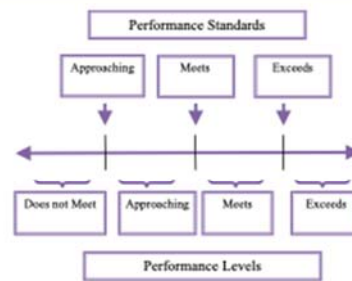 Performance Standards
Approaching
Meets
Exceeds
Does not Meet
Approaching
Meets
Exceeds
Performance Levels